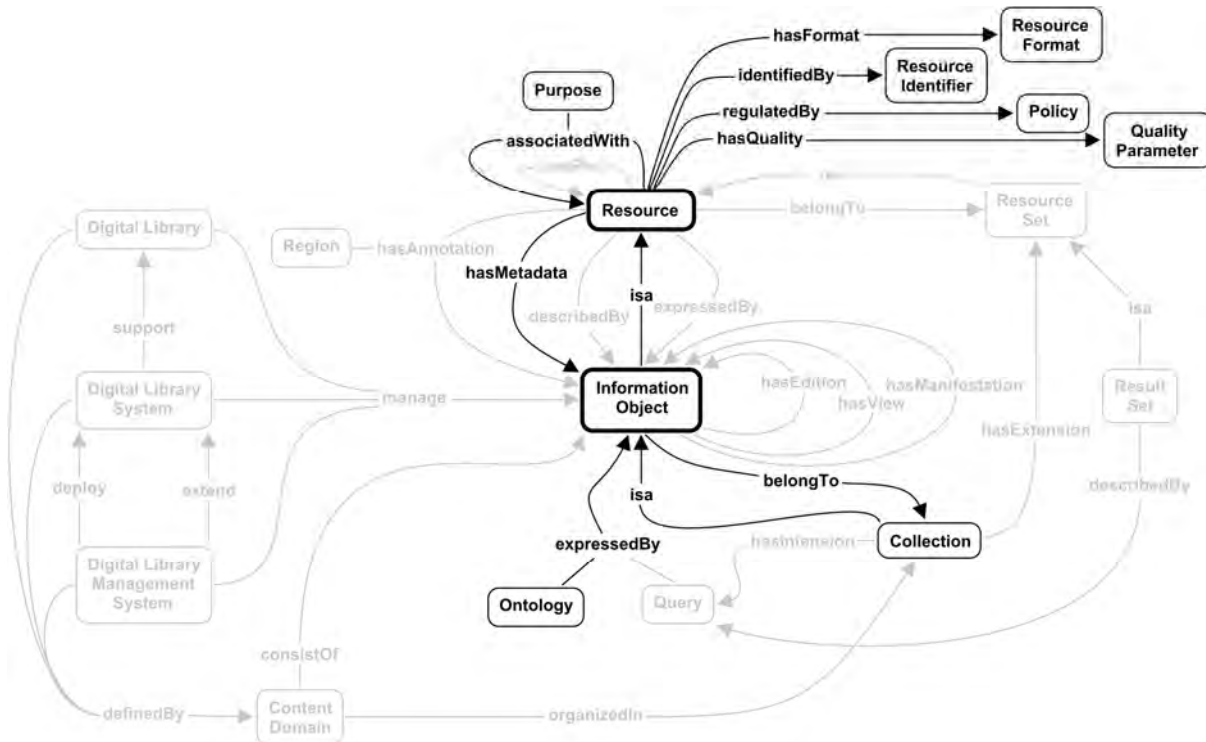 hasFormat
Resource
Format
identifiedBy
Resource
Identifier
Purpose
regulatedBy
Policy
associatedWith
hasQuality
Quality
Parameter
Resource
belongTo
Resource
Set
Digital Library
Region
hasAnnotation
hasMetadata
isa
describedBy
expressedBy
isa
support
Digital Library
System
manage
Information
Object
hasEdition
hasView
hasManifestation
Result
Set
hasExtension
deploy
extend
belongTo
isa
describedBy
expressedBy
hasIntension
Collection
Digital Library
Management
System
Ontology
Query
consistOf
definedBy
Content
Domain
organizedIn